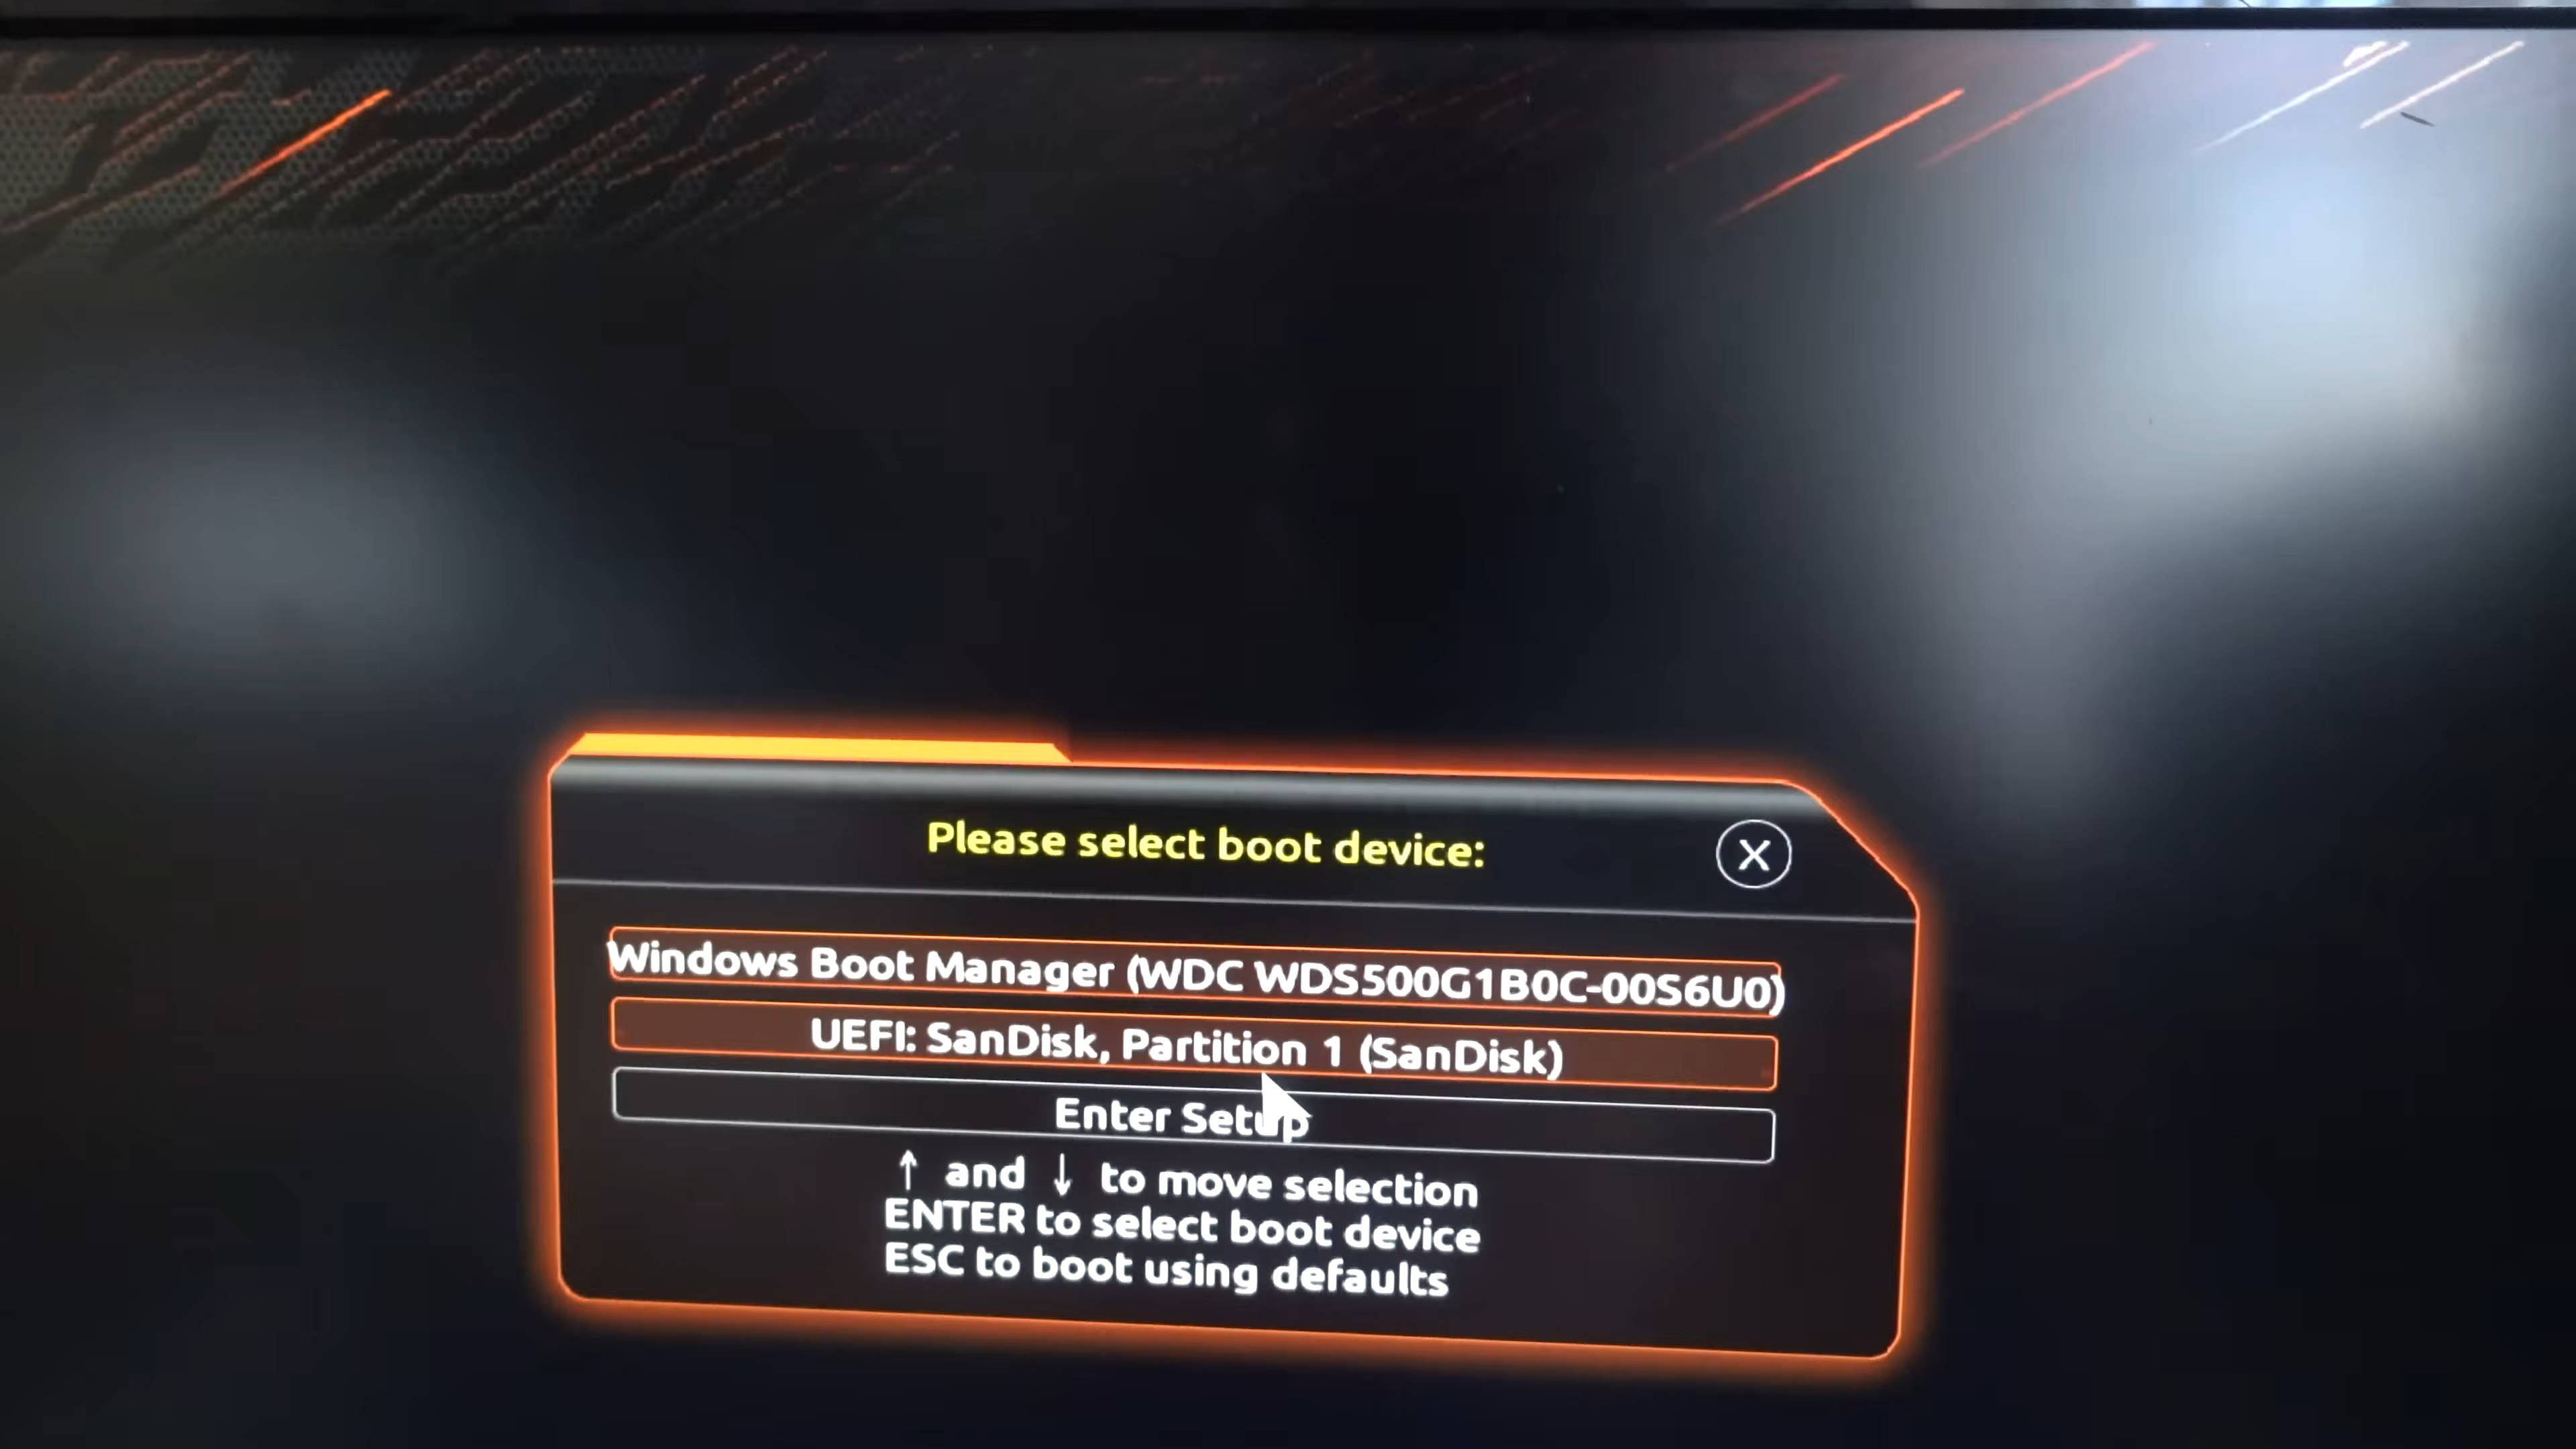 Please select boot device:
Windows Boot Manager (WDC WDS500G1B0C-00S6U0)
UEFI: SanDisk, Partition 1 (SanDisk)
Enter Setup
↑ and ↓ to move selection
ENTER to select boot device
ESC to boot using defaults